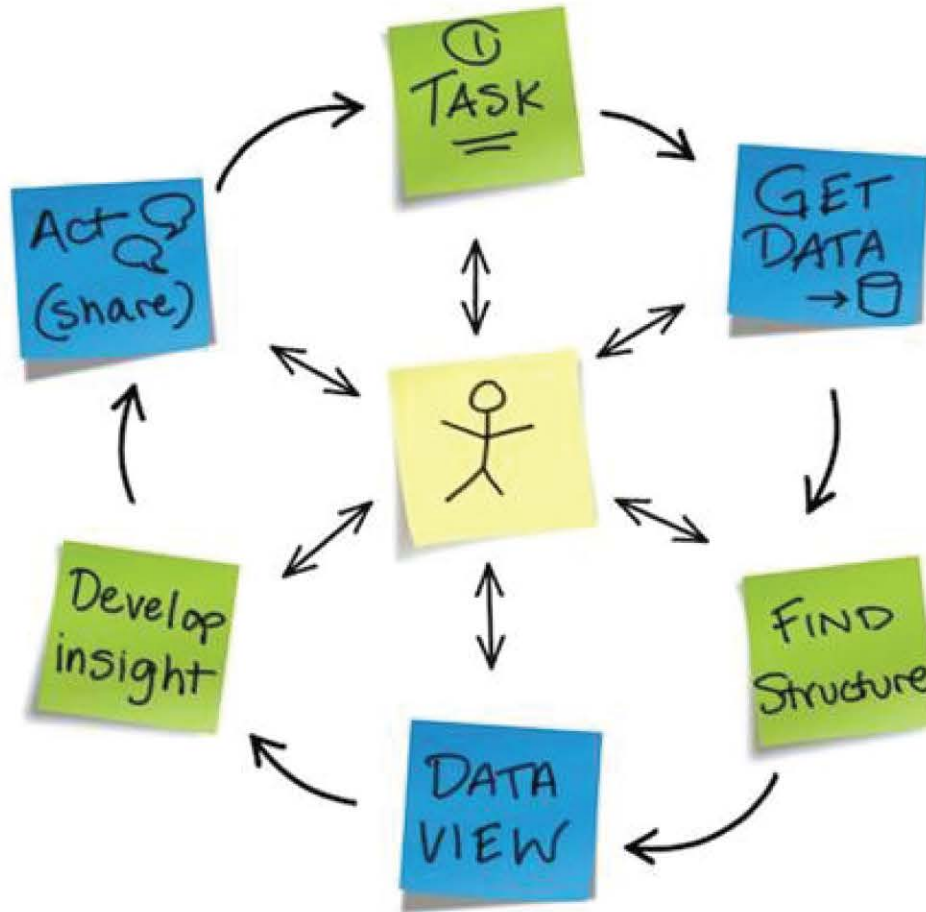 1
TASK
GET
DATA
FIND
Structure
DATA
VIEW
Develop
insight
Act
(share)